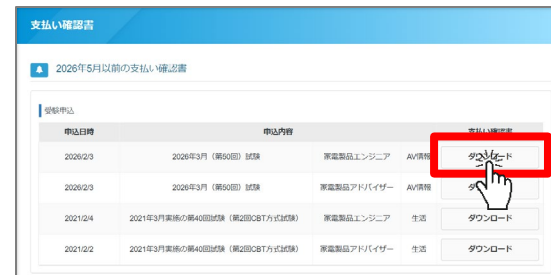 支払い確認書
2026年5月以前の支払い確認書
受験申込
申込日時 申込内容 支払い確認書
2026/2/3 2026年3月（第50回）試験 家電製品エンジニア AV情報 ダウンロード
2026/2/3 2026年3月（第50回）試験 家電製品アドバイザー AV情報 ダ
2021/2/4 2021年3月実施の第40回試験（第2回CBT方式試験） 家電製品エンジニア 生活 ダウンロード
2021/2/2 2021年3月実施の第40回試験（第2回CBT方式試験） 家電製品アドバイザー 生活 ダウンロード